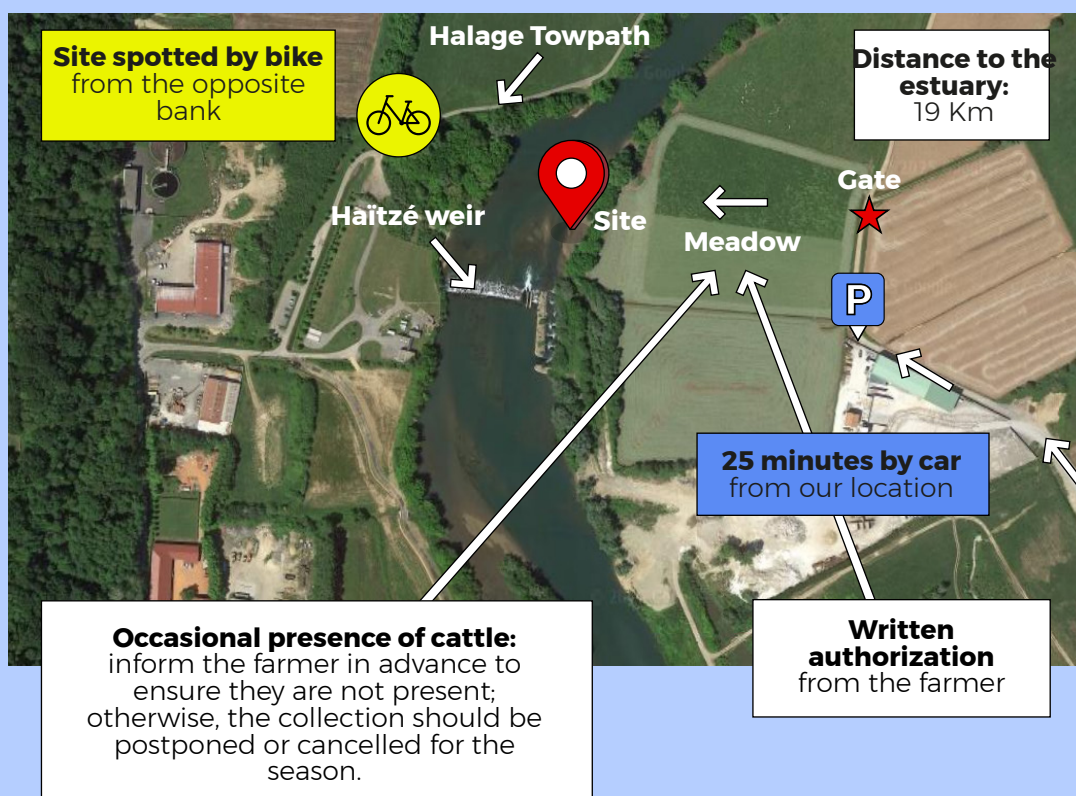 Site spotted by bike
from the opposite
bank
Halage Towpath
Distance to the
estuary:
19 Km
Gate
Haïtzé weir
Site
Meadow
P
25 minutes by car
from our location
Occasional presence of cattle:
inform the farmer in advance to
ensure they are not present;
otherwise, the collection should be
postponed or cancelled for the
season.
Written
authorization
from the farmer